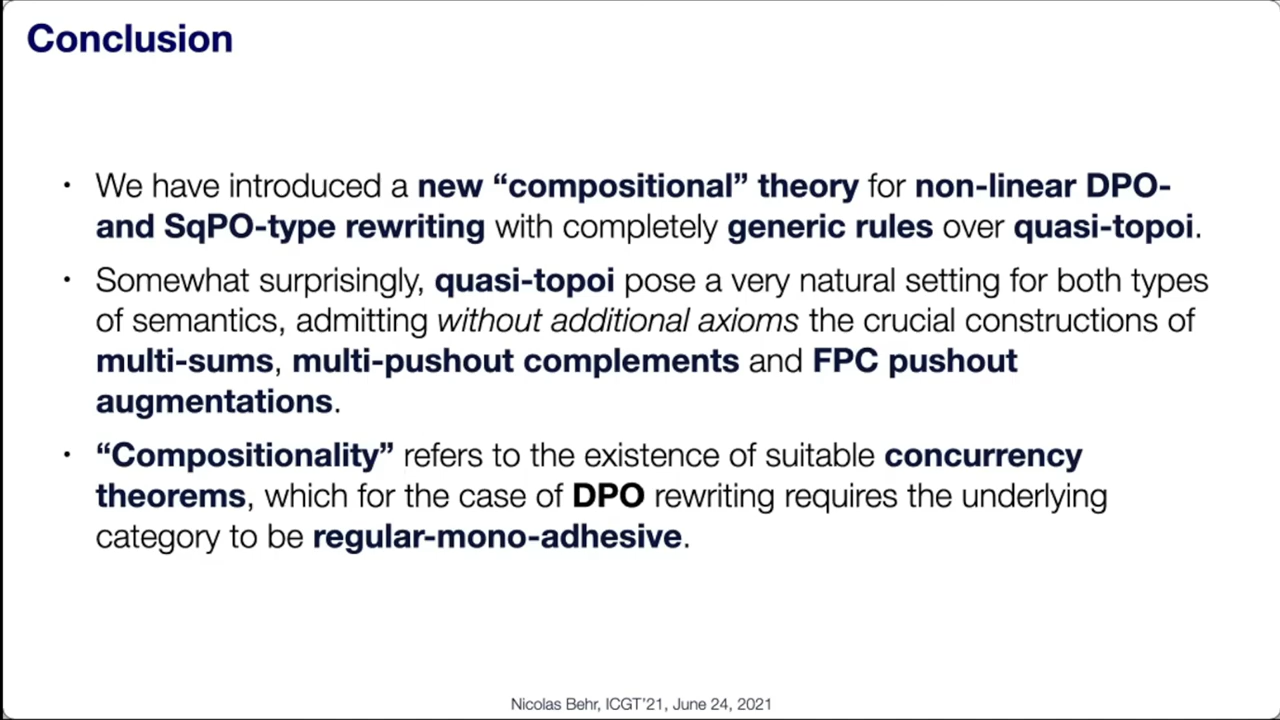 Conclusion
• We have introduced a new “compositional” theory for non-linear DPO-
and SqPO-type rewriting with completely generic rules over quasi-topoi.
• Somewhat surprisingly, quasi-topoi pose a very natural setting for both types
of semantics, admitting without additional axioms the crucial constructions of
multi-sums, multi-pushout complements and FPC pushout
augmentations.
• “Compositionality” refers to the existence of suitable concurrency
theorems, which for the case of DPO rewriting requires the underlying
category to be regular-mono-adhesive.
Nicolas Behr, ICGT’21, June 24, 2021